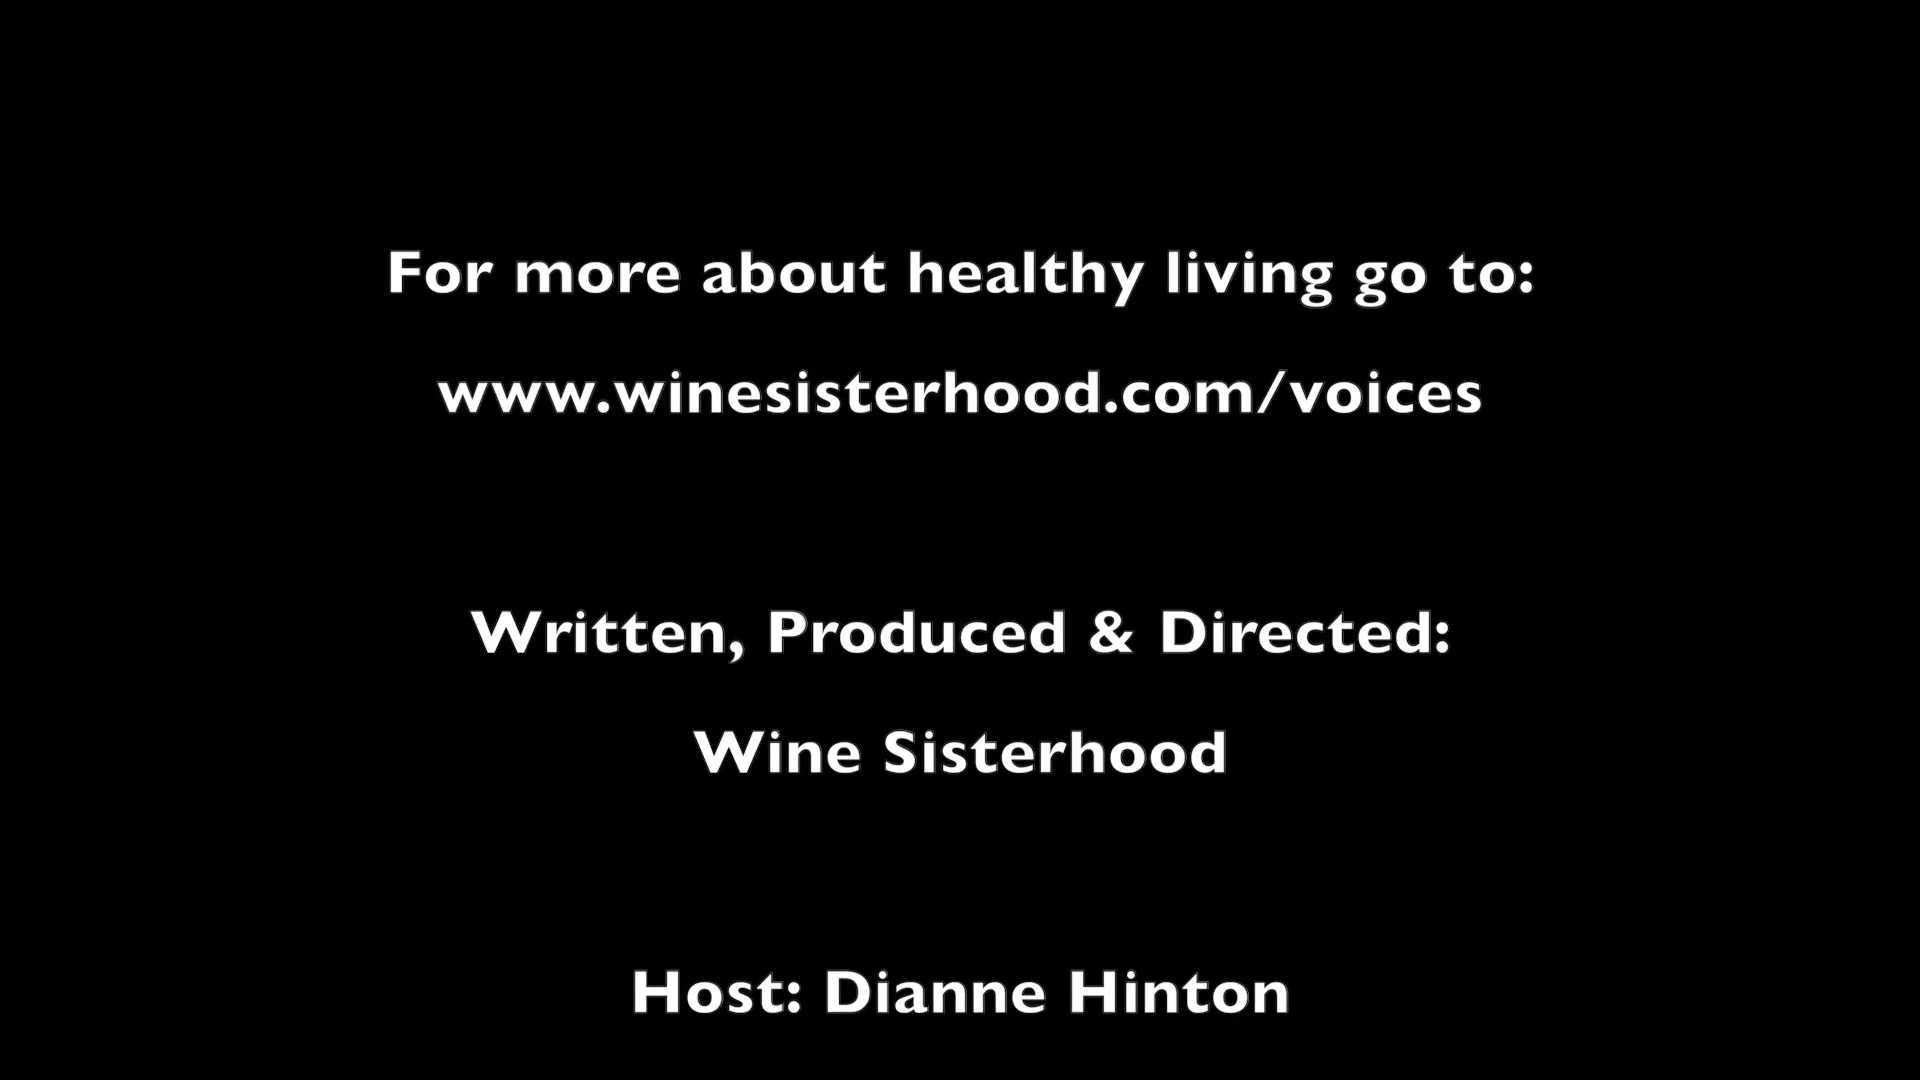 For more about healthy living go to:
www.winesisterhood.com/voices
Written, Produced & Directed:
Wine Sisterhood
Host: Dianne Hinton